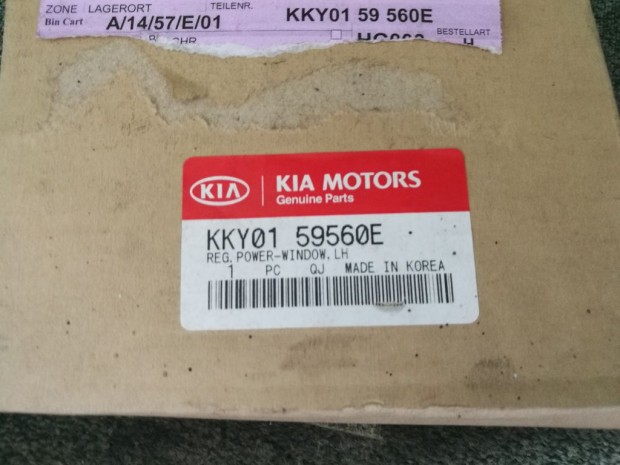 ZONE LAGERORT TEILENR.
Bin Cart A/14/57/E/01 KKY01 59 560E
BESTELLART
H
KIA KIA MOTORS
Genuine Parts
KKY01 59560E
REG.POWER-WINDOW,LH
1 PC QJ MADE IN KOREA